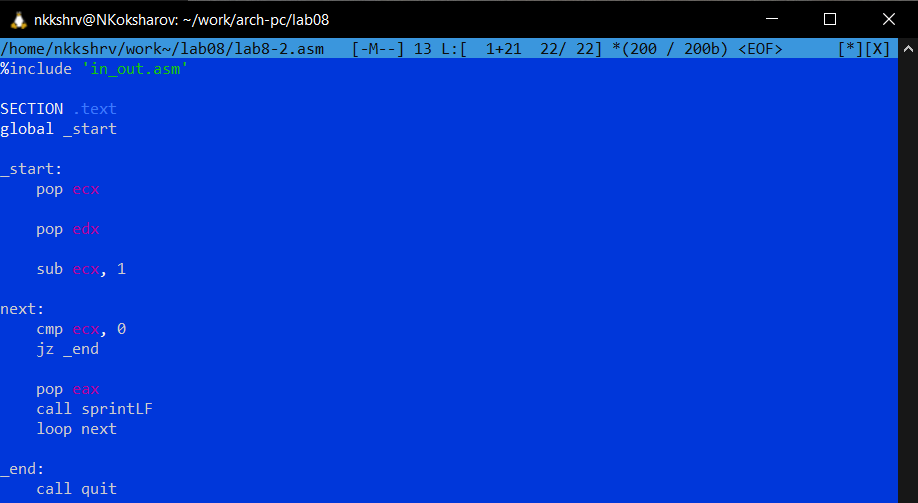 nkkshrv@NKoksharov: ~/work/arch-pc/lab08
/home/nkkshrv/work~/lab08/lab8-2.asm   [-M--] 13 L:[  1+21  22/ 22] *(200 / 200b) <EOF>      [*][X]
%include 'in_out.asm'

SECTION .text
global _start

_start:
    pop ecx

    pop edx

    sub ecx, 1

next:
    cmp ecx, 0
    jz _end

    pop eax
    call sprintLF
    loop next

_end:
    call quit